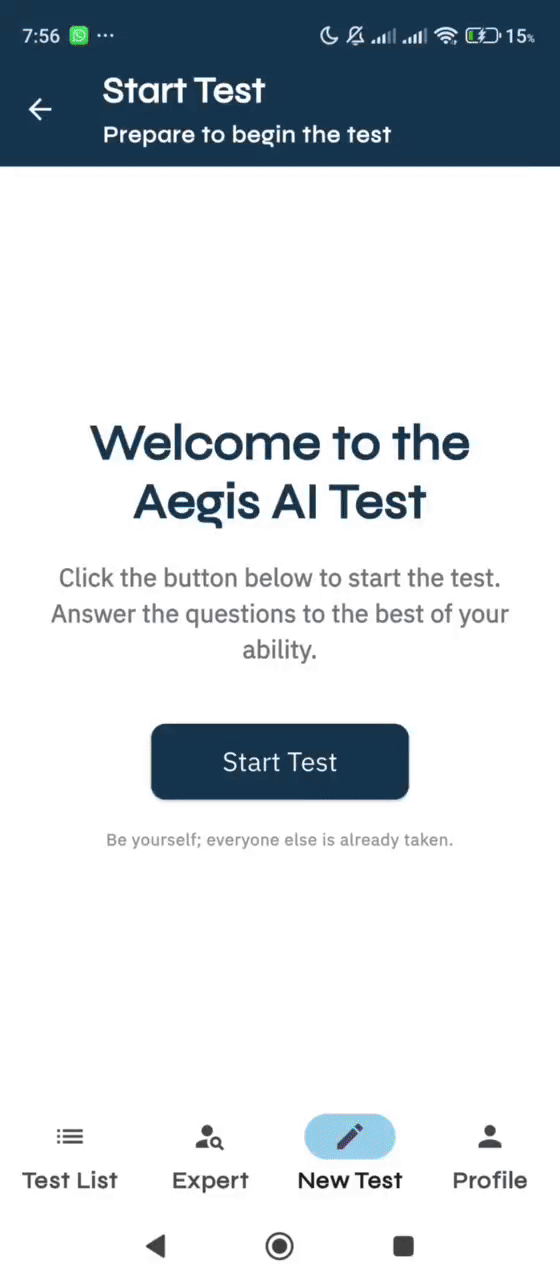 7:56 ... 15%
Start Test
Prepare to begin the test
Welcome to the
Aegis AI Test
Click the button below to start the test.
Answer the questions to the best of your
ability.
Start Test
Be yourself; everyone else is already taken.
Test List Expert New Test Profile